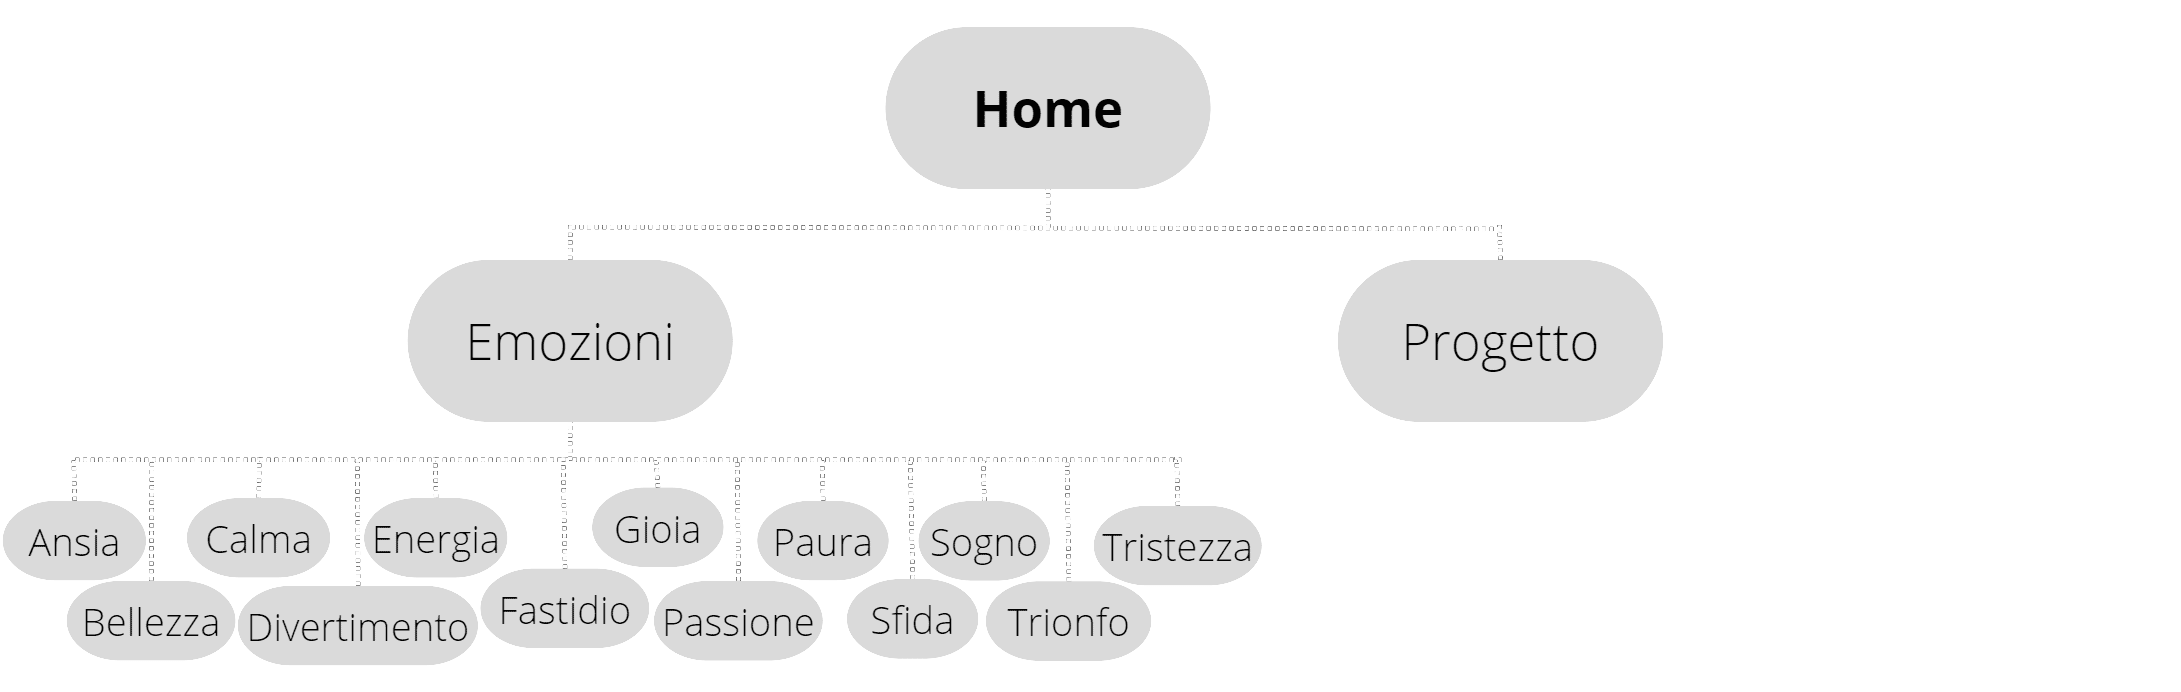 Home
Emozioni
Progetto
Ansia
Calma
Energia
Gioia
Paura
Sogno
Tristezza
Bellezza
Divertimento
Fastidio
Passione
Sfida
Trionfo